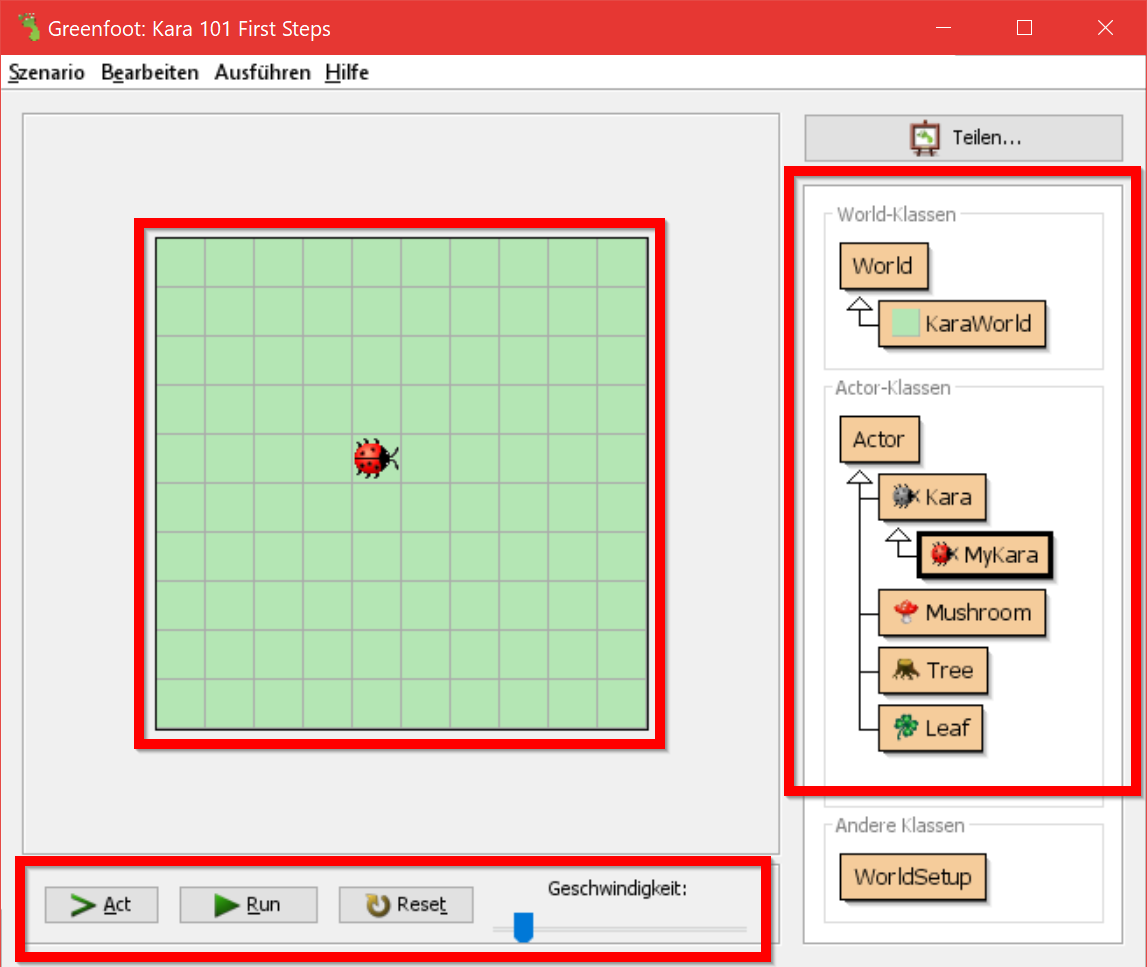 Greenfoot: Kara 101 First Steps
Szenario Bearbeiten Ausführen Hilfe
Teilen...
World-Klassen
World
KaraWorld
Actor-Klassen
Actor
Kara
MyKara
Mushroom
Tree
Leaf
Andere Klassen
WorldSetup
Geschwindigkeit:
Act Run Reset